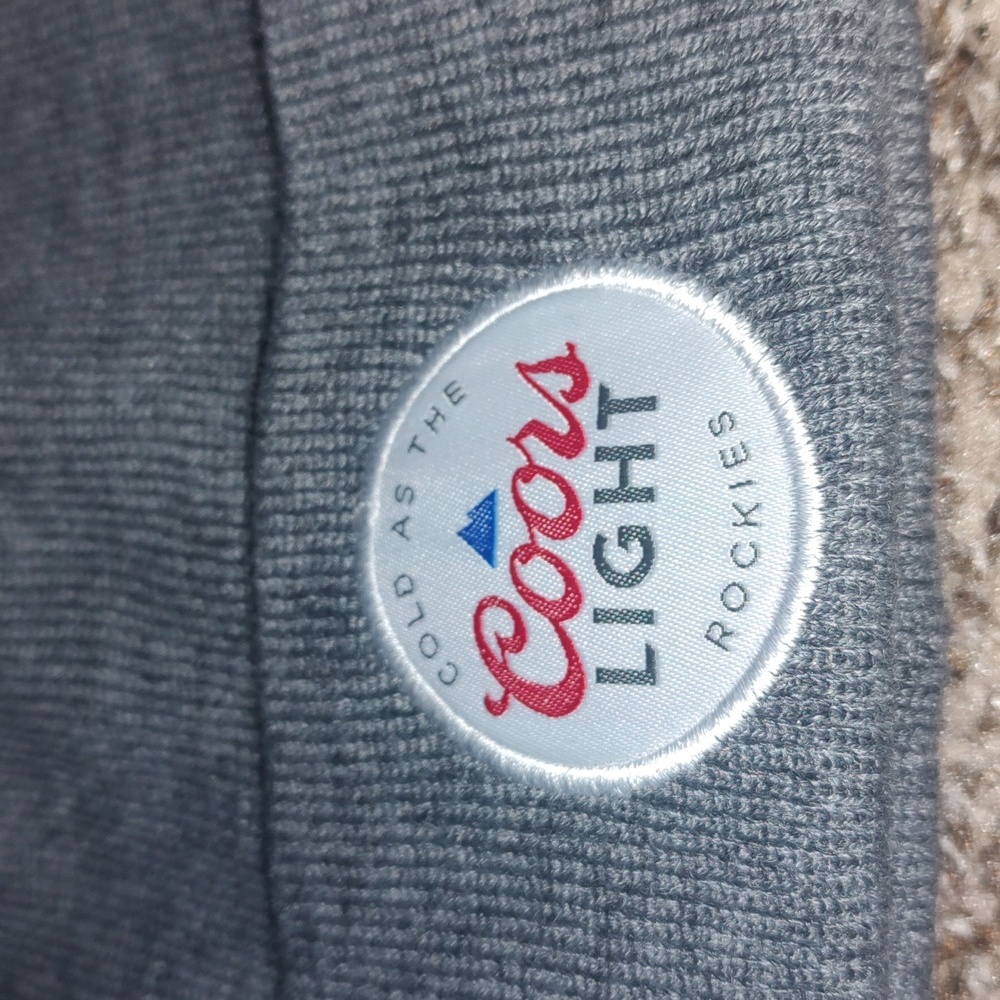 COLD AS THE
Coors
LIGHT
ROCKIES